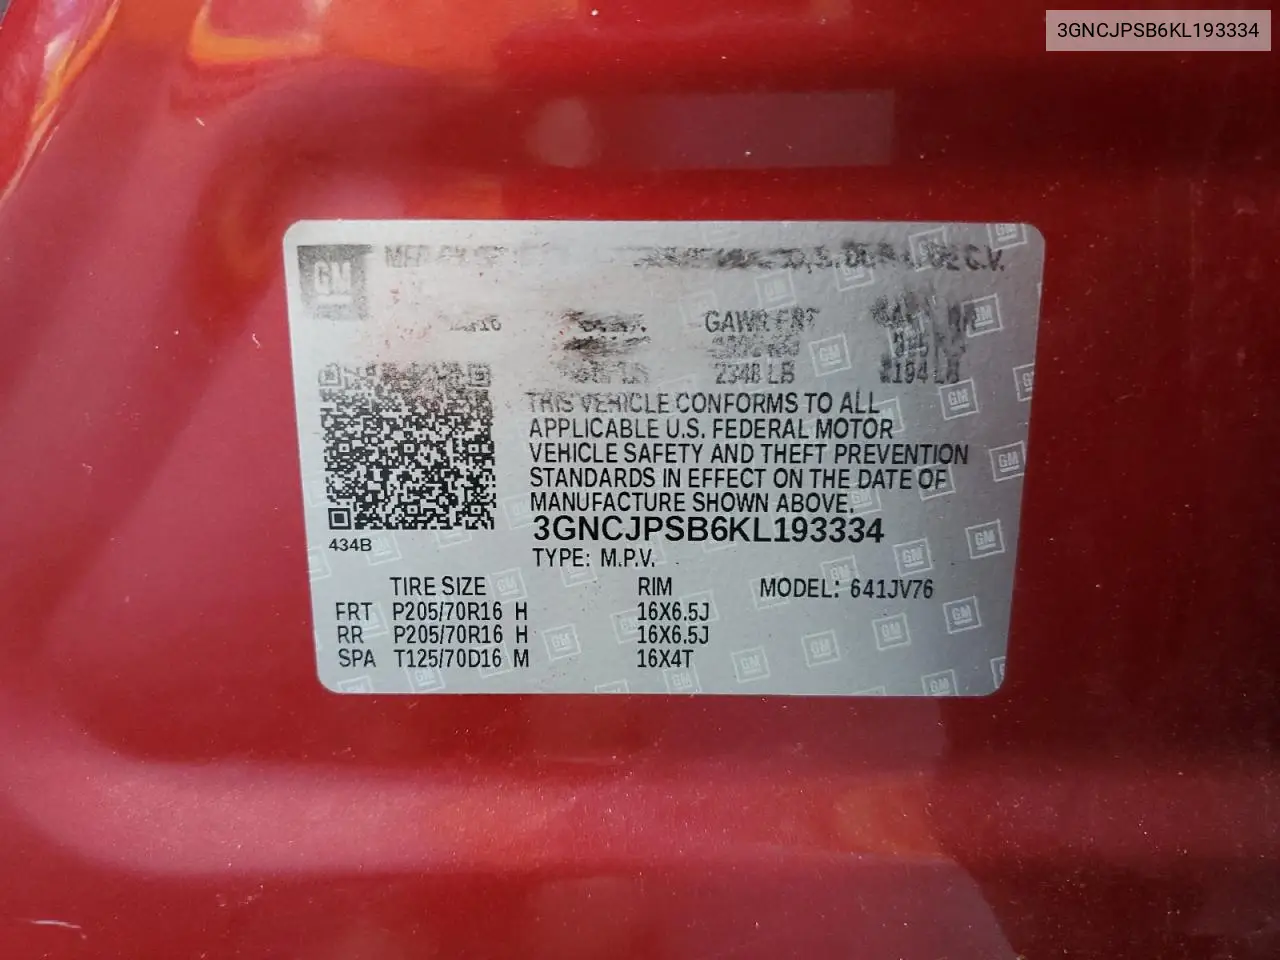 3GNCJPSB6KL193334
GM
C.V.
GAWR FRT
2348 LB
2194 LB
THIS VEHICLE CONFORMS TO ALL
APPLICABLE U.S. FEDERAL MOTOR
VEHICLE SAFETY AND THEFT PREVENTION
STANDARDS IN EFFECT ON THE DATE OF
MANUFACTURE SHOWN ABOVE.
3GNCJPSB6KL193334
434B
TYPE: M.P.V.
TIRE SIZE RIM MODEL: 641JV76
FRT P205/70R16 H 16X6.5J
RR P205/70R16 H 16X6.5J
SPA T125/70D16 M 16X4T